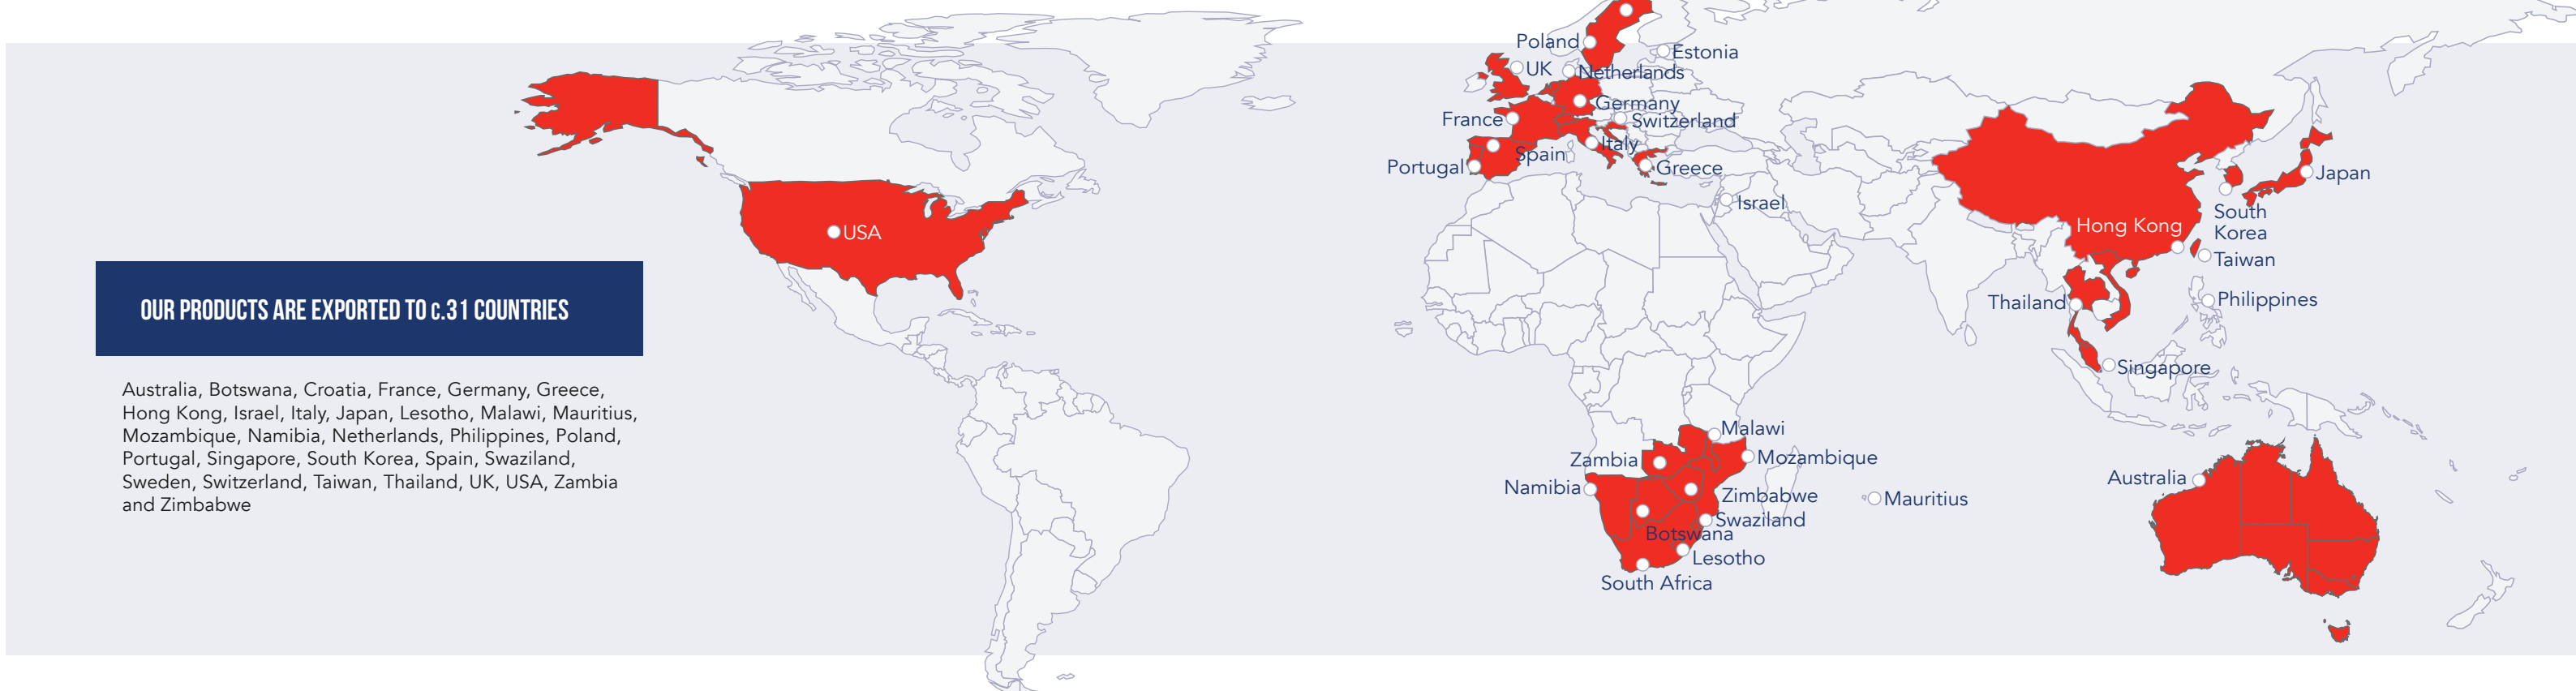 OUR PRODUCTS ARE EXPORTED TO c.31 COUNTRIES
Australia, Botswana, Croatia, France, Germany, Greece,
Hong Kong, Israel, Italy, Japan, Lesotho, Malawi, Mauritius,
Mozambique, Namibia, Netherlands, Philippines, Poland,
Portugal, Singapore, South Korea, Spain, Swaziland,
Sweden, Switzerland, Taiwan, Thailand, UK, USA, Zambia
and Zimbabwe
USA
Poland
Estonia
UK
Netherlands
Germany
France
Switzerland
Italy
Spain
Portugal
Greece
Israel
Japan
Hong Kong
South
Korea
Taiwan
Thailand
Philippines
Singapore
Malawi
Zambia
Mozambique
Namibia
Zimbabwe
Mauritius
Swaziland
Botswana
Lesotho
South Africa
Australia